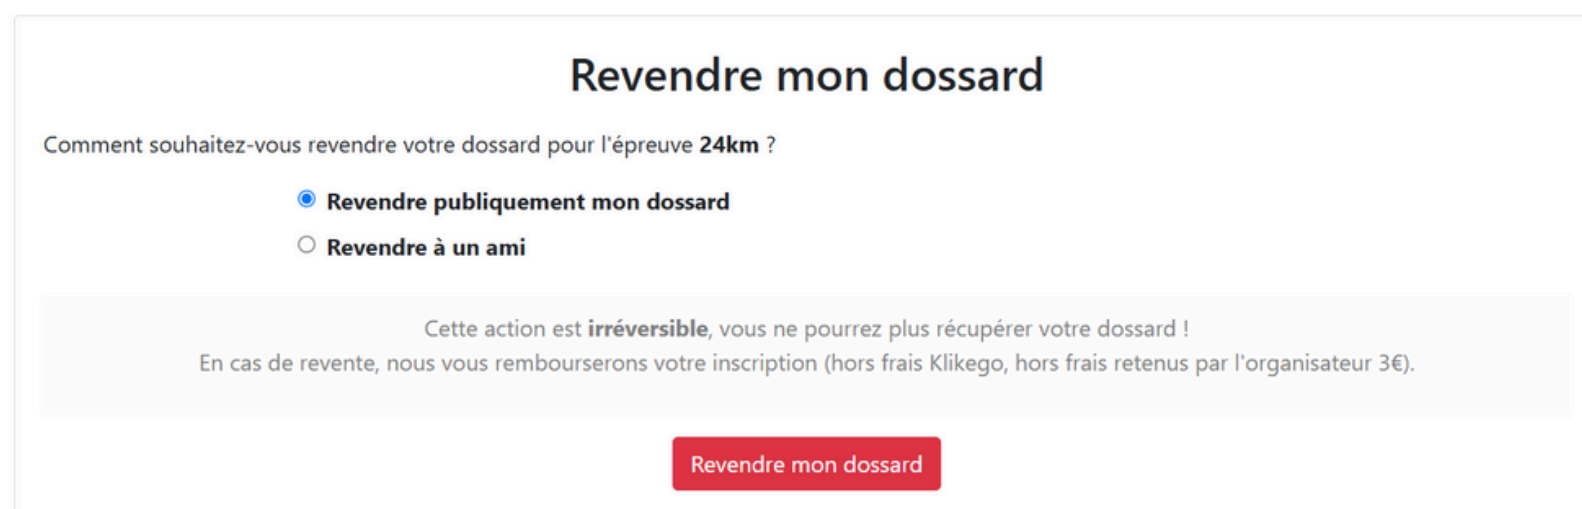 Revendre mon dossard
Comment souhaitez-vous revendre votre dossard pour l'épreuve 24km ?
Revendre publiquement mon dossard
Revendre à un ami
Cette action est irréversible, vous ne pourrez plus récupérer votre dossard !
En cas de revente, nous vous rembourserons votre inscription (hors frais Klikego, hors frais retenus par l'organisateur 3€).
Revendre mon dossard